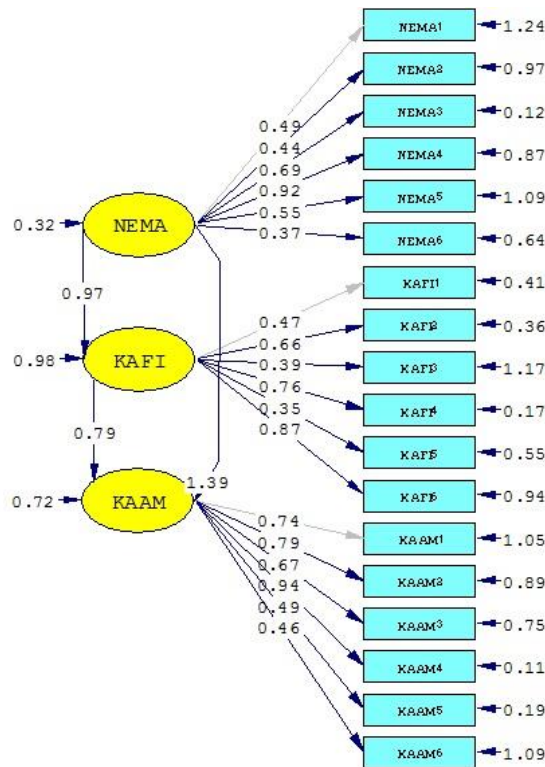 NEMA1 1.24
NEMA2 0.97
NEMA3 0.12
NEMA4 0.87
NEMA5 1.09
NEMA6 0.64
0.49
0.44
0.69
0.92
0.55
0.37
0.32 NEMA
0.97
KAFI1 0.41
KAFI2 0.36
KAFI3 1.17
KAFI4 0.17
KAFI5 0.55
KAFI6 0.94
0.47
0.66
0.39
0.76
0.35
0.87
0.98 KAFI
0.79
1.39
0.72 KAAM
0.74
0.79
0.67
0.94
0.49
0.46
KAAM1 1.05
KAAM2 0.89
KAAM3 0.75
KAAM4 0.11
KAAM5 0.19
KAAM6 1.09